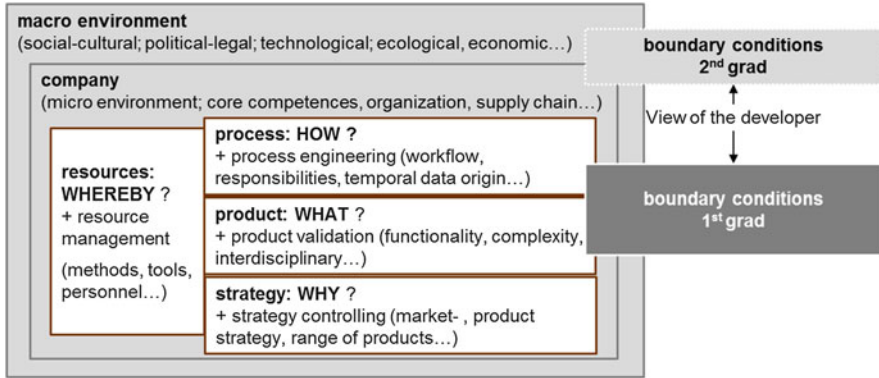 macro environment
(social-cultural; political-legal; technological; ecological, economic…)
company
(micro environment; core competences, organization, supply chain…)
resources:
WHEREBY ?
+ resource
management
(methods, tools,
personnel…)
process: HOW ?
+ process engineering (workflow,
responsibilities, temporal data origin…)
product: WHAT ?
+ product validation (functionality, complexity,
interdisciplinary…)
strategy: WHY ?
+ strategy controlling (market- , product
strategy, range of products…)
boundary conditions
2nd grad
View of the developer
boundary conditions
1st grad